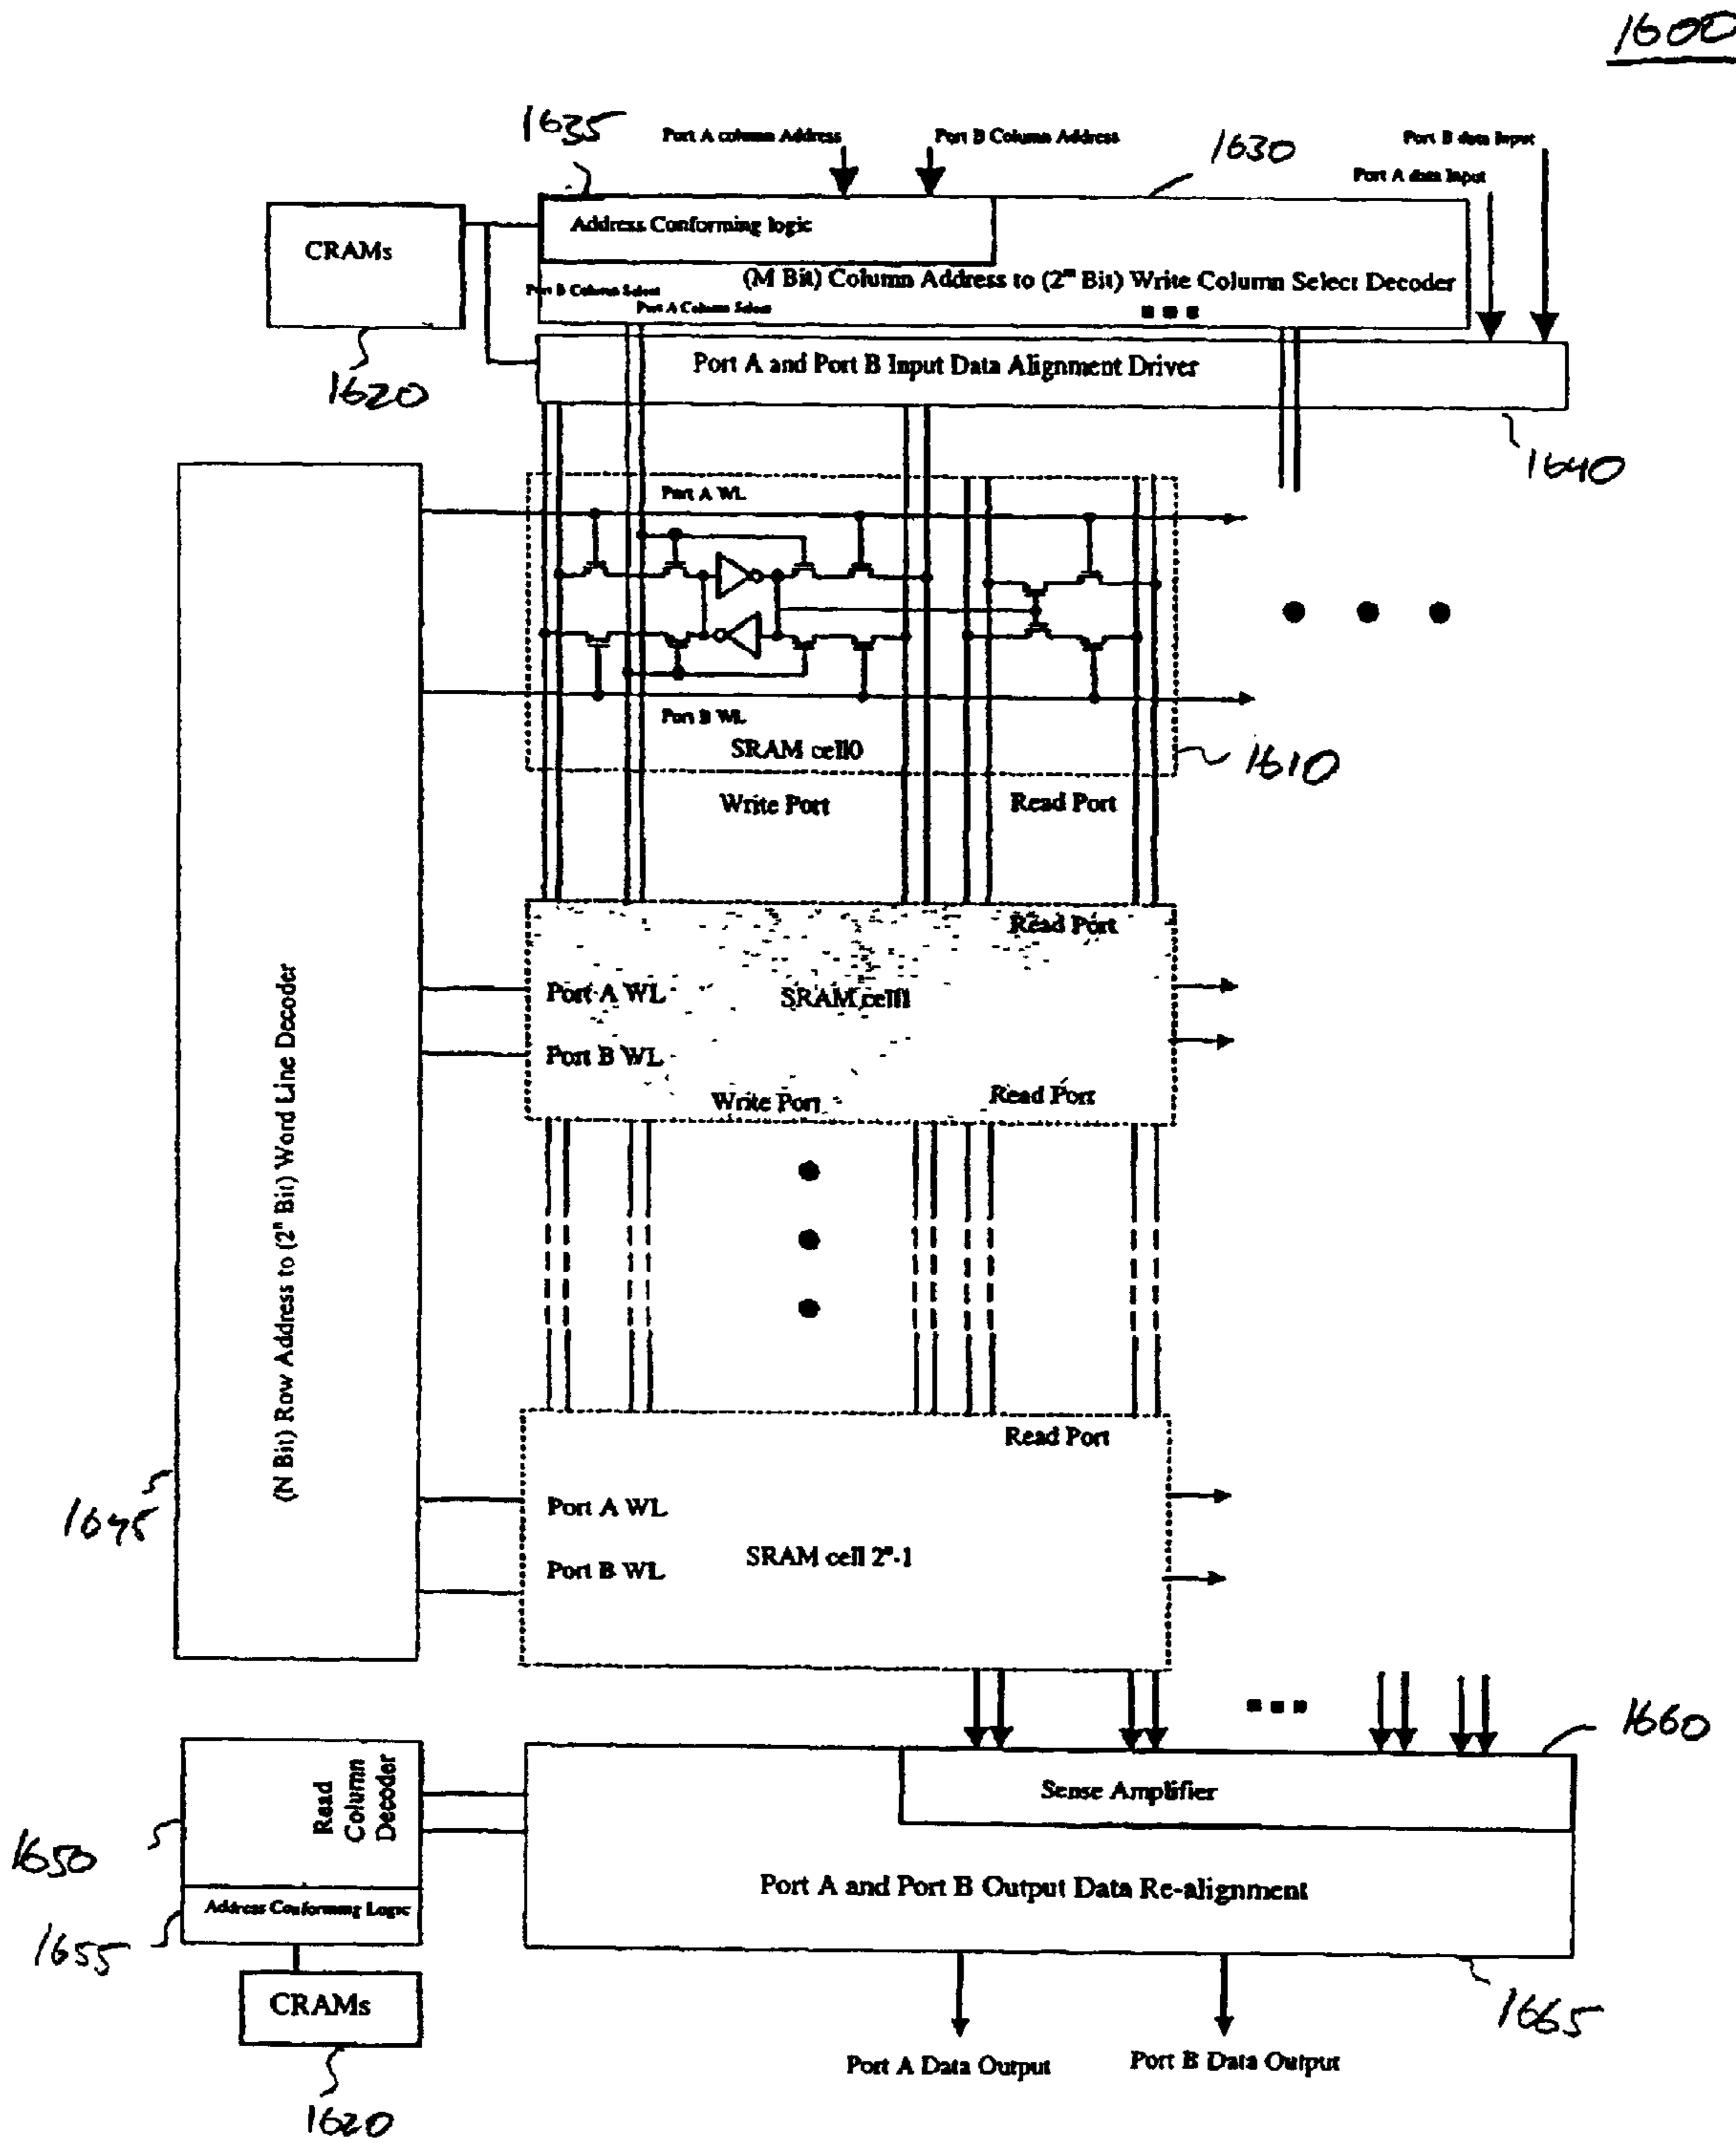 1600
1635
Port A column Address
Port B Column Address
1630
Port B data Input
Port A data Input
CRAMs
Address Conforming logic
(M Bit) Column Address to (2ᵐ Bit) Write Column Select Decoder
Port B Column Select
Port A Column Select
1620
Port A and Port B Input Data Alignment Driver
1640
Port A WL
Port B WL
SRAM cell0
1610
Write Port
Read Port
(N Bit) Row Address to (2ⁿ Bit) Word Line Decoder
Read Port
Port A WL
SRAM cell1
Port B WL
Write Port
Read Port
Read Port
1645
Port A WL
SRAM cell 2ⁿ-1
Port B WL
1660
Read
Column
Decoder
Sense Amplifier
1650
Port A and Port B Output Data Re-alignment
Address Conforming Logic
1655
CRAMs
1665
Port A Data Output
Port B Data Output
1620